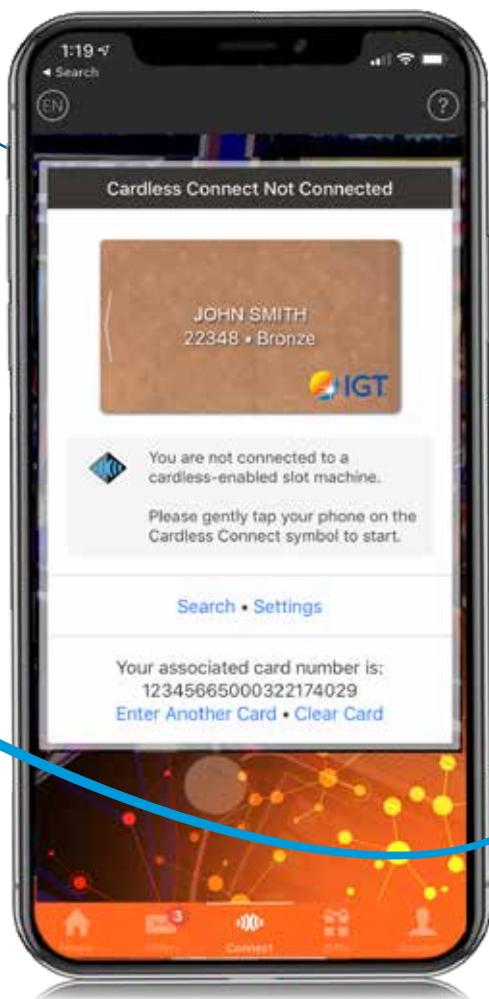 1:19
◂ Search
EN
?
Cardless Connect Not Connected
JOHN SMITH
22348 • Bronze
IGT
You are not connected to a
cardless-enabled slot machine.
Please gently tap your phone on the
Cardless Connect symbol to start.
Search • Settings
Your associated card number is:
12345665000322174029
Enter Another Card • Clear Card
3
Connect